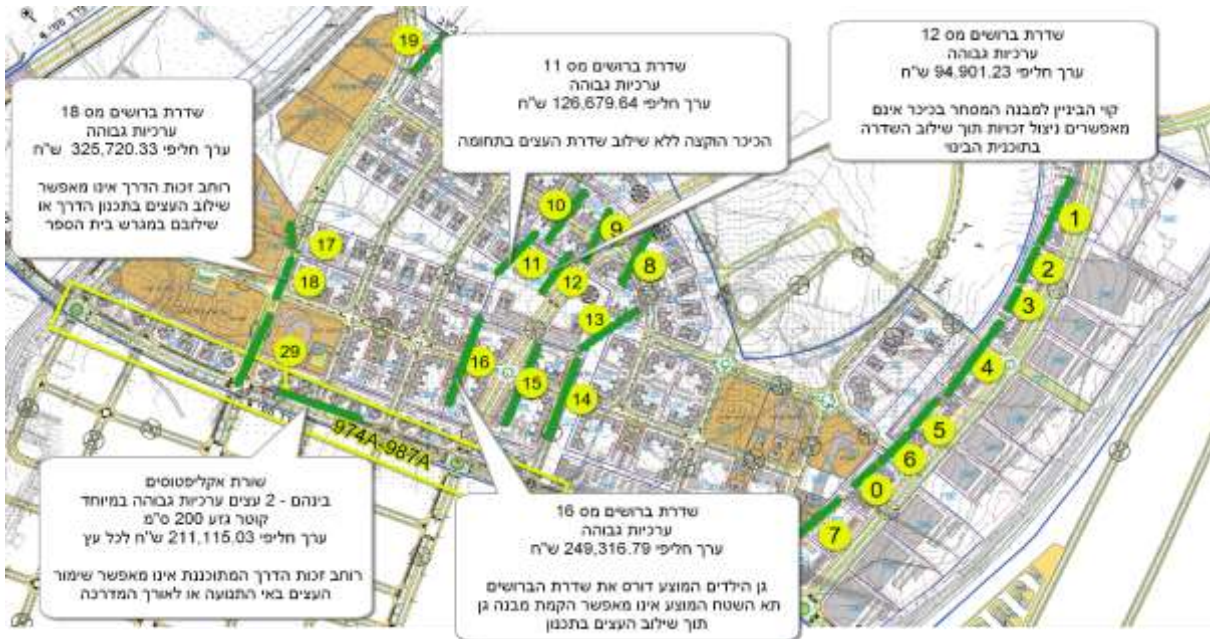 שדרת ברושים מס 12
ערכיות גבוהה
ערך חליפי 94,901.23 ש"ח
קוי הביניין למבנה המסחר בכיכר אינם
מאפשרים ניצול זכויות תוך שילוב השדרה
בתוכנית הבינוי
שדרת ברושים מס 11
ערכיות גבוהה
ערך חליפי 126,679.64 ש"ח
הכיכר הוקצה ללא שילוב שדרת העצים בתחומה
שדרת ברושים מס 18
ערכיות גבוהה
ערך חליפי 325,720.33 ש"ח
רוחב זכות הדרך אינו מאפשר
שילוב העצים בתכנון הדרך או
שילובם במגרש בית הספר
19
10
9
8
11
12
13
17
18
16
15
14
29
1
2
3
4
5
6
0
7
974A-987A
שורת אקליפטוסים
בינהם - 2 עצים ערכיות גבוהה במיוחד
קוטר גזע 200 ס"מ
ערך חליפי 211,115.03 ש"ח לכל עץ
רוחב זכות הדרך המתוכננת אינו מאפשר שימור
העצים באי התנועה או לאורך המדרכה
שדרת ברושים מס 16
ערכיות גבוהה
ערך חליפי 249,316.79 ש"ח
גן הילדים המוצע דורס את שדרת הברושים
תא השטח המוצע אינו מאפשר הקמת מבנה גן
תוך שילוב העצים בתכנון